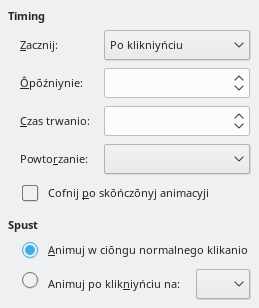 Timing
Zacznij:
Po klikniyńciu
Ôpōźniynie:
Czas trwanio:
Powtorzanie:
Cofnij po skōńczōnyj animacyji
Spust
Animuj w ciōngu normalnego klikanio
Animuj po klikniyńciu na: